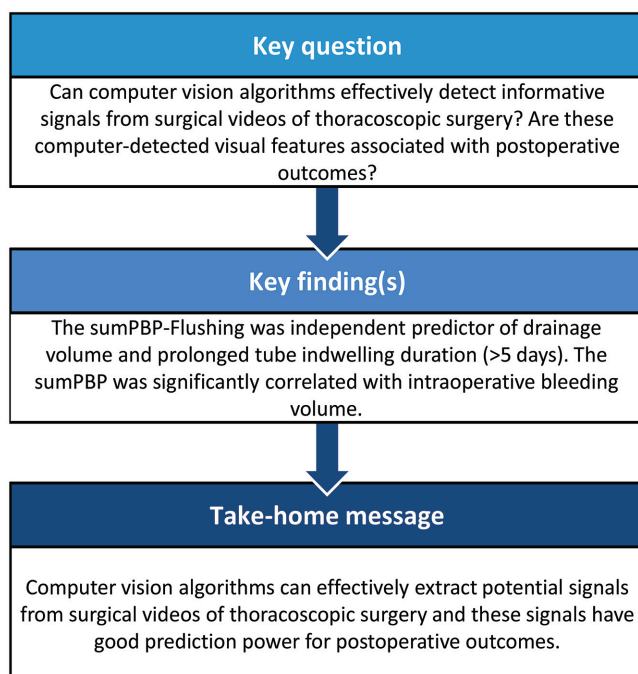 Key question
Can computer vision algorithms effectively detect informative
signals from surgical videos of thoracoscopic surgery? Are these
computer-detected visual features associated with postoperative
outcomes?
Key finding(s)
The sumPBP-Flushing was independent predictor of drainage
volume and prolonged tube indwelling duration (>5 days). The
sumPBP was significantly correlated with intraoperative bleeding
volume.
Take-home message
Computer vision algorithms can effectively extract potential signals
from surgical videos of thoracoscopic surgery and these signals have
good prediction power for postoperative outcomes.